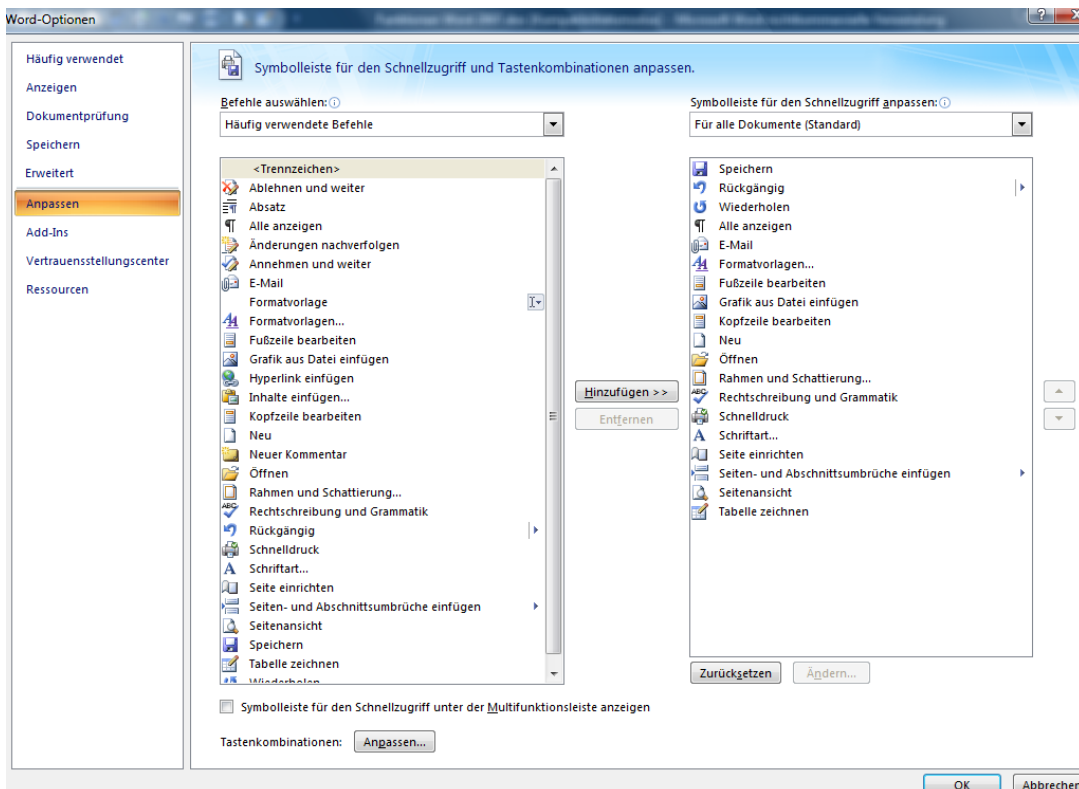 Word-Optionen
Häufig verwendet
Anzeigen
Dokumentprüfung
Speichern
Erweitert
Anpassen
Add-Ins
Vertrauensstellungscenter
Ressourcen
Symbolleiste für den Schnellzugriff und Tastenkombinationen anpassen.
Befehle auswählen:
Häufig verwendete Befehle
<Trennzeichen>
Ablehnen und weiter
Absatz
Alle anzeigen
Änderungen nachverfolgen
Annehmen und weiter
E-Mail
Formatvorlage
Formatvorlagen...
Fußzeile bearbeiten
Grafik aus Datei einfügen
Hyperlink einfügen
Inhalte einfügen...
Kopfzeile bearbeiten
Neu
Neuer Kommentar
Öffnen
Rahmen und Schattierung...
Rechtschreibung und Grammatik
Rückgängig
Schnelldruck
Schriftart...
Seite einrichten
Seiten- und Abschnittsumbrüche einfügen
Seitenansicht
Speichern
Tabelle zeichnen
Wiederholen
Hinzufügen >>
Entfernen
Symbolleiste für den Schnellzugriff anpassen:
Für alle Dokumente (Standard)
Speichern
Rückgängig
Wiederholen
Alle anzeigen
E-Mail
Formatvorlagen...
Fußzeile bearbeiten
Grafik aus Datei einfügen
Kopfzeile bearbeiten
Neu
Öffnen
Rahmen und Schattierung...
Rechtschreibung und Grammatik
Schnelldruck
Schriftart...
Seite einrichten
Seiten- und Abschnittsumbrüche einfügen
Seitenansicht
Tabelle zeichnen
Zurücksetzen
Ändern...
Symbolleiste für den Schnellzugriff unter der Multifunktionsleiste anzeigen
Tastenkombinationen: Anpassen...
OK
Abbrechen